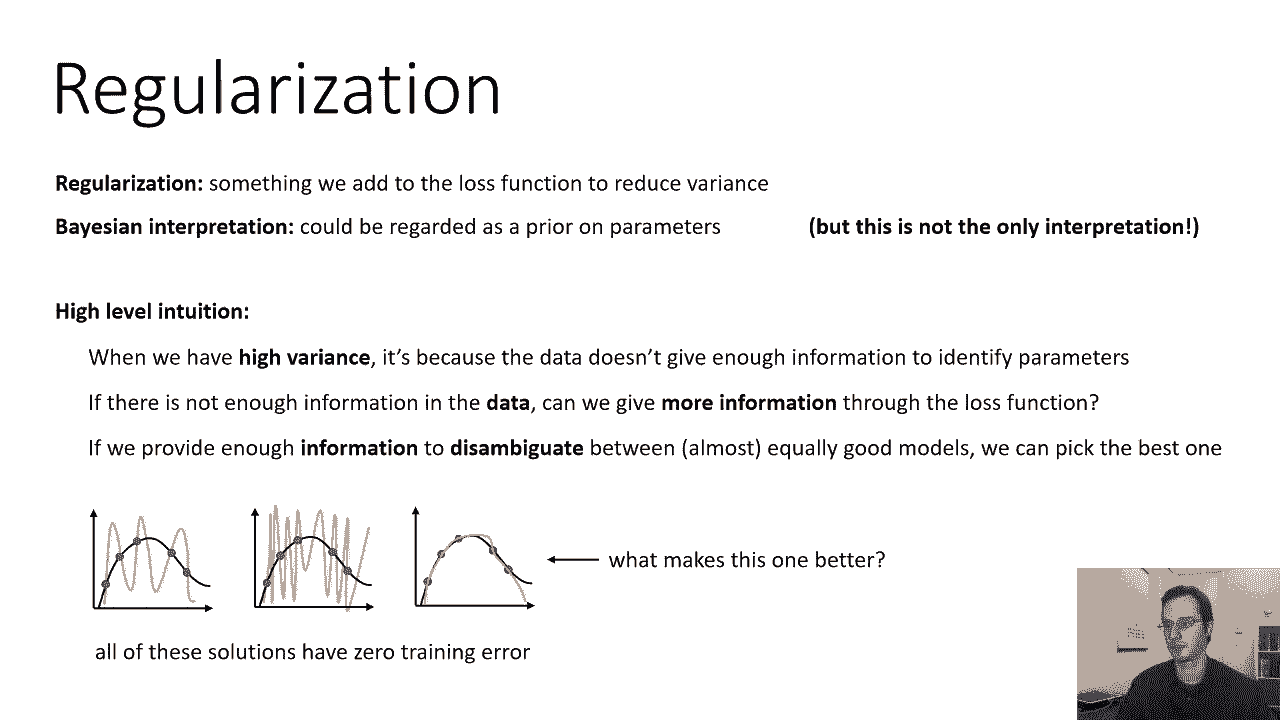 Regularization
Regularization: something we add to the loss function to reduce variance
Bayesian interpretation: could be regarded as a prior on parameters (but this is not the only interpretation!)
High level intuition:
When we have high variance, it’s because the data doesn’t give enough information to identify parameters
If there is not enough information in the data, can we give more information through the loss function?
If we provide enough information to disambiguate between (almost) equally good models, we can pick the best one
what makes this one better?
all of these solutions have zero training error